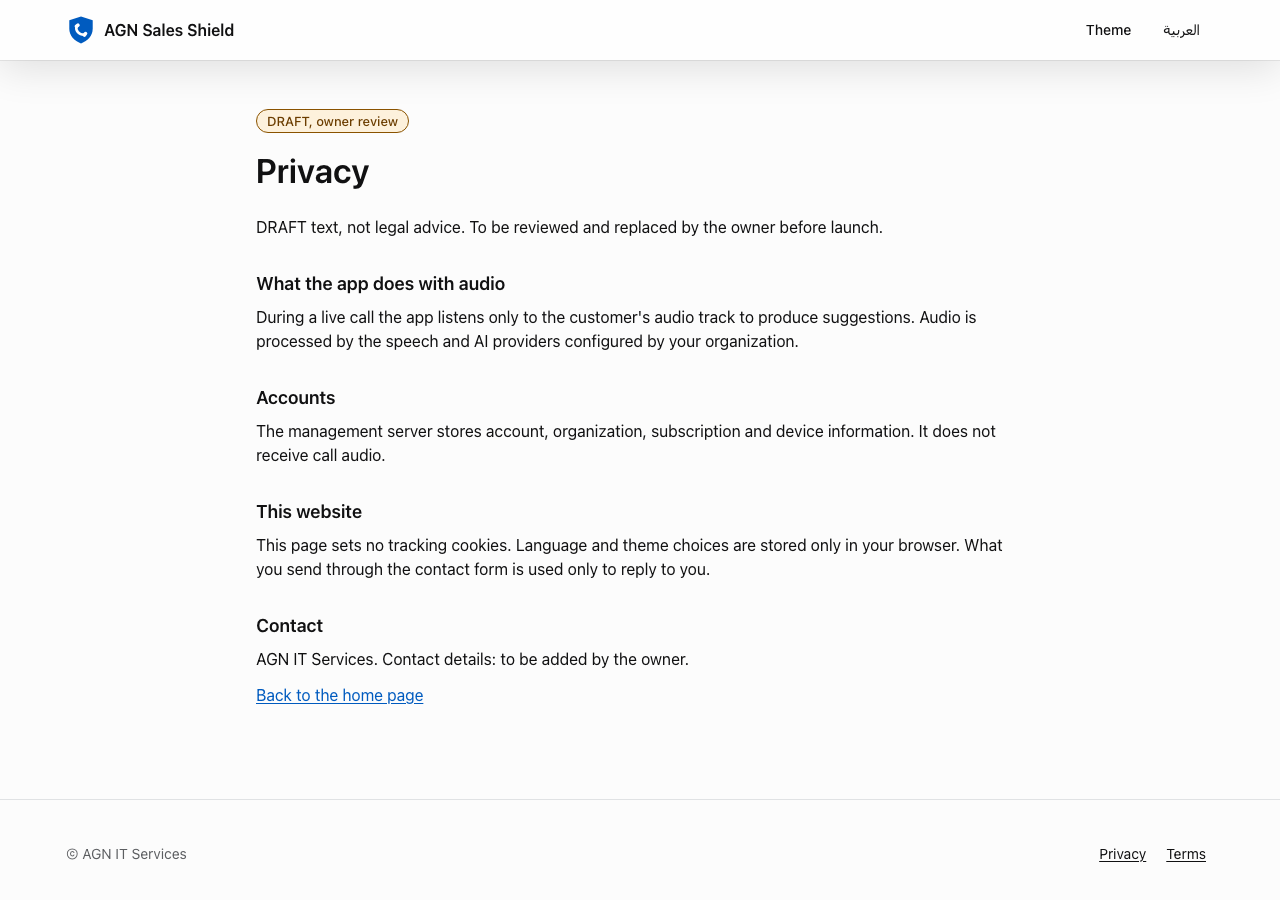 AGN Sales Shield
Theme
العربية
DRAFT, owner review
Privacy
DRAFT text, not legal advice. To be reviewed and replaced by the owner before launch.
What the app does with audio
During a live call the app listens only to the customer's audio track to produce suggestions. Audio is
processed by the speech and AI providers configured by your organization.
Accounts
The management server stores account, organization, subscription and device information. It does not
receive call audio.
This website
This page sets no tracking cookies. Language and theme choices are stored only in your browser. What
you send through the contact form is used only to reply to you.
Contact
AGN IT Services. Contact details: to be added by the owner.
Back to the home page
© AGN IT Services
Privacy
Terms